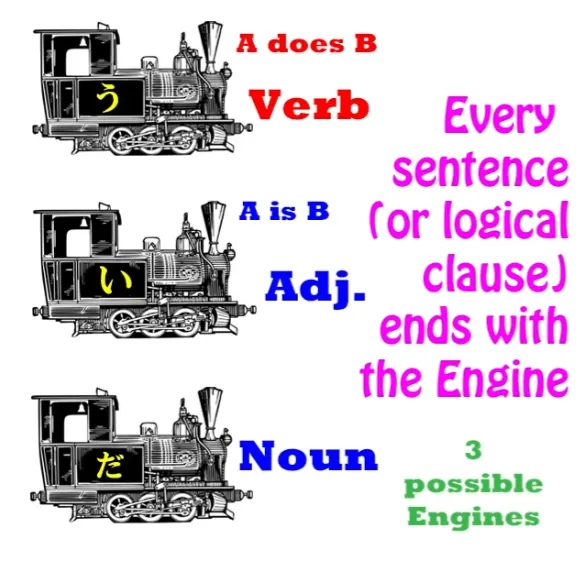 う
A does B
Verb
い
A is B
Adj.
だ
Noun
Every
sentence
(or logical
clause)
ends with
the Engine
3
possible
Engines